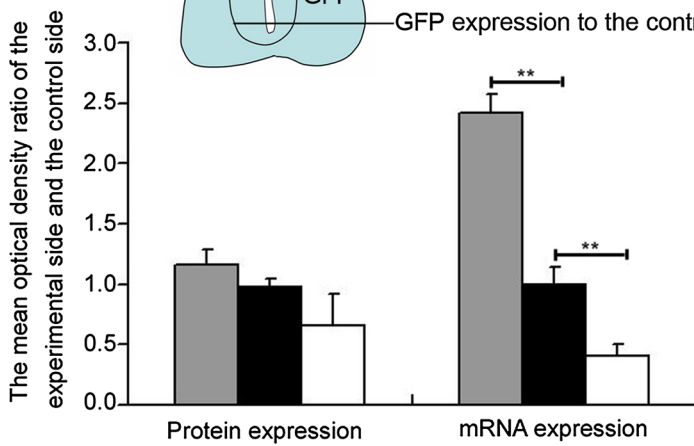 GFP expression to the
The mean optical density ratio of the
experimental side and the control side
3.0
2.5
2.0
1.5
1.0
0.5
0.0
**
**
Protein expression
mRNA expression